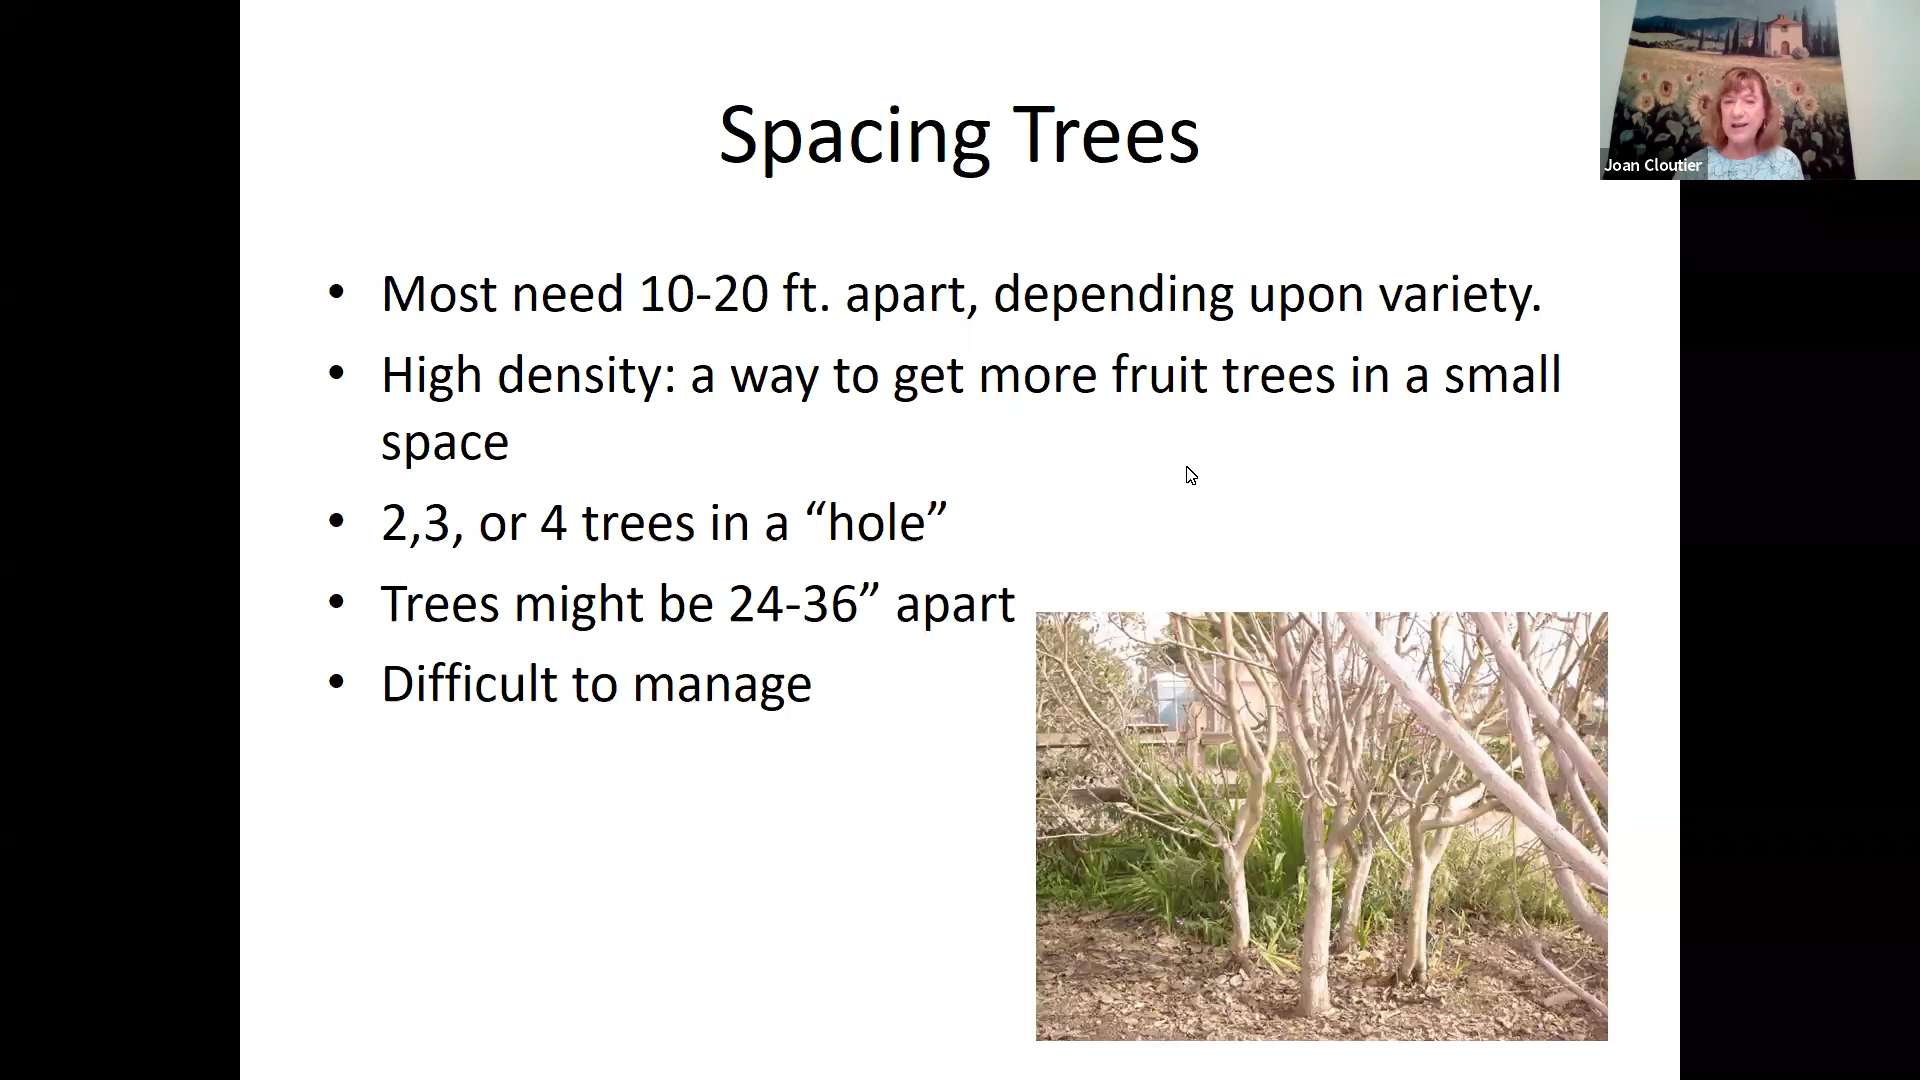 Spacing Trees
Joan Cloutier
• Most need 10-20 ft. apart, depending upon variety.
• High density: a way to get more fruit trees in a small
space
• 2,3, or 4 trees in a “hole”
• Trees might be 24-36” apart
• Difficult to manage